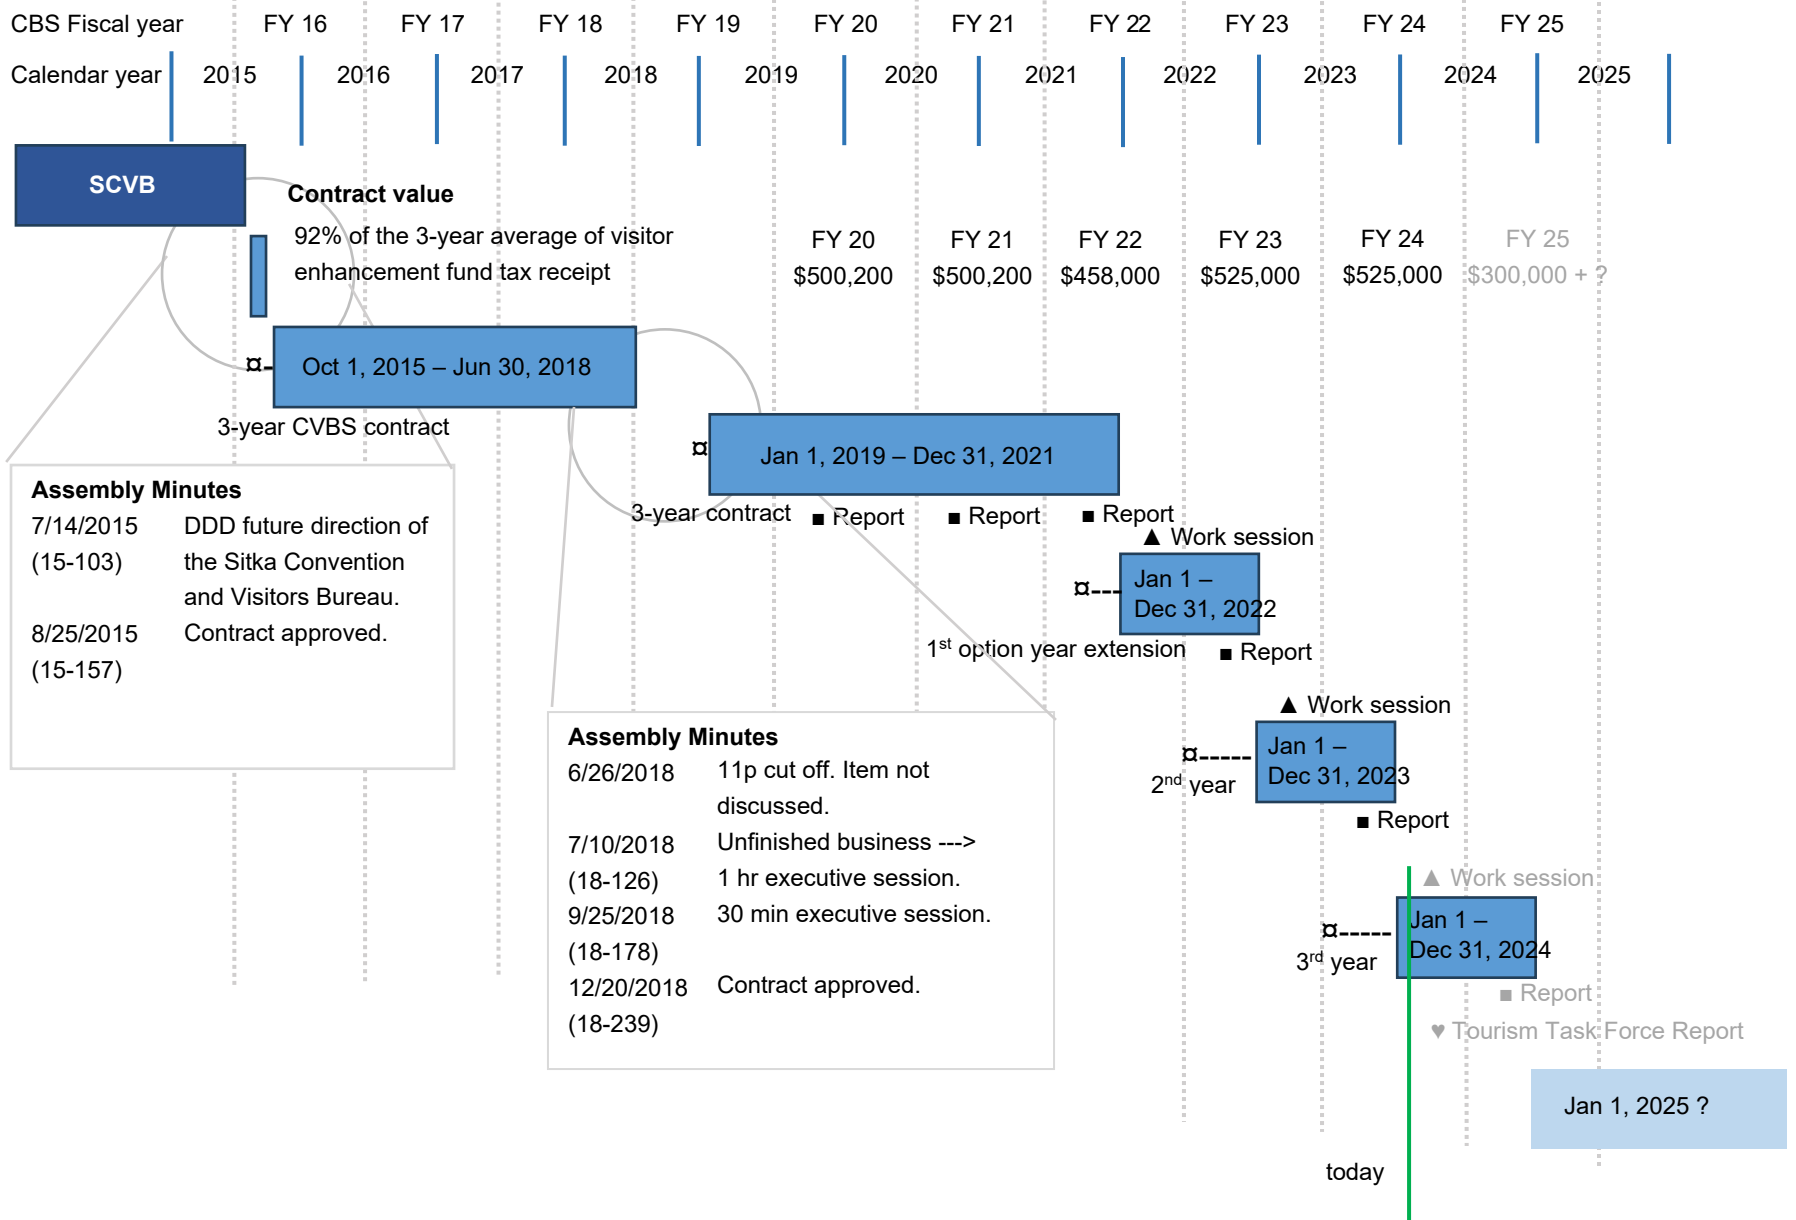 CBS Fiscal year FY 16 FY 17 FY 18 FY 19 FY 20 FY 21 FY 22 FY 23 FY 24 FY 25
Calendar year 2015 2016 2017 2018 2019 2020 2021 2022 2023 2024 2025
SCVB
Contract value
92% of the 3-year average of visitor
enhancement fund tax receipt
FY 20 FY 21 FY 22 FY 23 FY 24 FY 25
$500,200 $500,200 $458,000 $525,000 $525,000 $300,000 + ?
¤- Oct 1, 2015 – Jun 30, 2018
3-year CVBS contract
¤ Jan 1, 2019 – Dec 31, 2021
3-year contract ■ Report ■ Report ■ Report
▲ Work session
¤--- Jan 1 –
Dec 31, 2022
1st option year extension ■ Report
▲ Work session
¤----- Jan 1 –
Dec 31, 2023
2nd year
■ Report
▲ Work session
¤----- Jan 1 –
Dec 31, 2024
3rd year
■ Report
♥ Tourism Task Force Report
Jan 1, 2025 ?
today
Assembly Minutes
7/14/2015 DDD future direction of
(15-103) the Sitka Convention
and Visitors Bureau.
8/25/2015 Contract approved.
(15-157)
Assembly Minutes
6/26/2018 11p cut off. Item not
discussed.
7/10/2018 Unfinished business --->
(18-126) 1 hr executive session.
9/25/2018 30 min executive session.
(18-178)
12/20/2018 Contract approved.
(18-239)